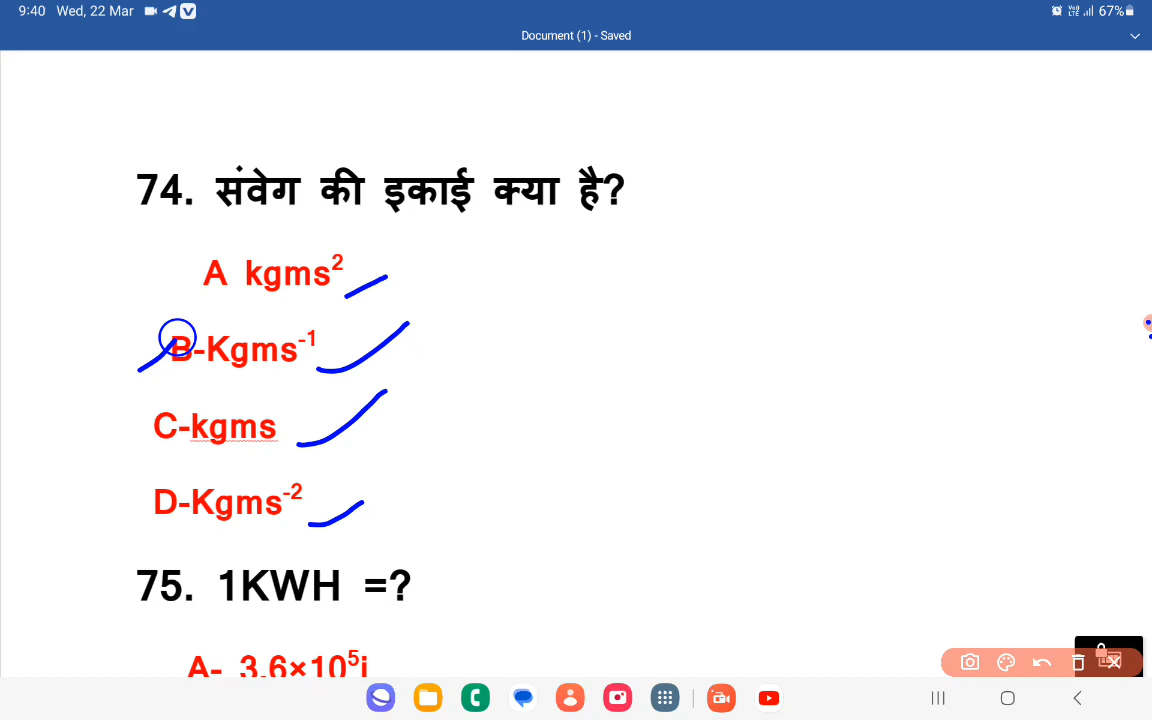 9:40 Wed, 22 Mar 67%
Document (1) - Saved
74. संवेग की इकाई क्या है?
A kgms²
B-Kgms⁻¹
C-kgms
D-Kgms⁻²
75. 1KWH =?
A- 3.6×10⁵j